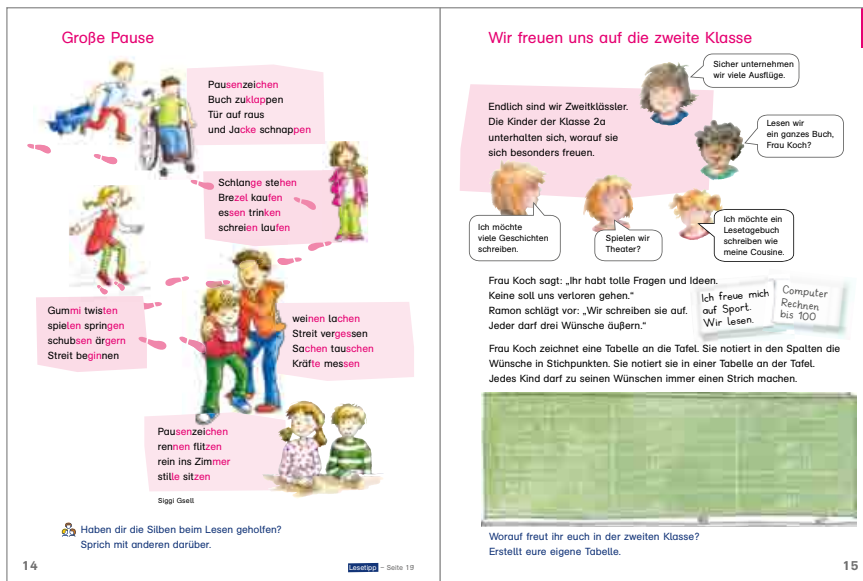 Große Pause
Pausenzeichen
Buch zuklappen
Tür auf raus
und Jacke schnappen
Schlange stehen
Brezel kaufen
essen trinken
schreien laufen
Gummi twisten
spielen springen
schubsen ärgern
Streit beginnen
weinen lachen
Streit vergessen
Sachen tauschen
Kräfte messen
Pausenzeichen
rennen flitzen
rein ins Zimmer
stille sitzen
Siggi Gsell
Haben dir die Silben beim Lesen geholfen?
Sprich mit anderen darüber.
14
Lesetipp – Seite 19
Wir freuen uns auf die zweite Klasse
Sicher unternehmen
wir viele Ausflüge.
Endlich sind wir Zweitklässler.
Die Kinder der Klasse 2a
unterhalten sich, worauf sie
sich besonders freuen.
Lesen wir
ein ganzes Buch,
Frau Koch?
Ich möchte
viele Geschichten
schreiben.
Spielen wir
Theater?
Ich möchte ein
Lesetagebuch
schreiben wie
meine Cousine.
Frau Koch sagt: „Ihr habt tolle Fragen und Ideen.
Keine soll uns verloren gehen.“
Ramon schlägt vor: „Wir schreiben sie auf.
Jeder darf drei Wünsche äußern.“
Ich freue mich
auf Sport.
Wir lesen.
Computer
Rechnen
bis 100
Frau Koch zeichnet eine Tabelle an die Tafel. Sie notiert in den Spalten die
Wünsche in Stichpunkten. Sie notiert sie in einer Tabelle an der Tafel.
Jedes Kind darf zu seinen Wünschen immer einen Strich machen.
Worauf freut ihr euch in der zweiten Klasse?
Erstellt eure eigene Tabelle.
15